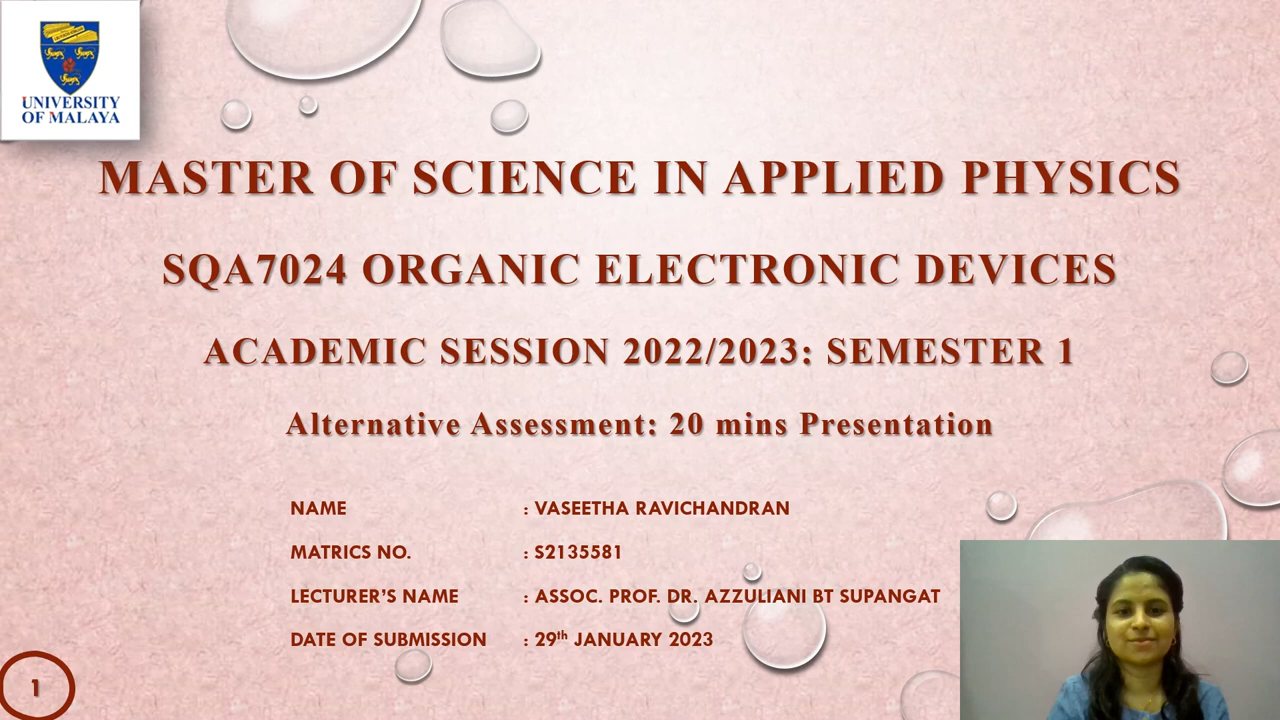 UNIVERSITY
OF MALAYA
MASTER OF SCIENCE IN APPLIED PHYSICS
SQA7024 ORGANIC ELECTRONIC DEVICES
ACADEMIC SESSION 2022/2023: SEMESTER 1
Alternative Assessment: 20 mins Presentation
NAME : VASEETHA RAVICHANDRAN
MATRICS NO. : S2135581
LECTURER’S NAME : ASSOC. PROF. DR. AZZULIANI BT SUPANGAT
DATE OF SUBMISSION : 29th JANUARY 2023
1